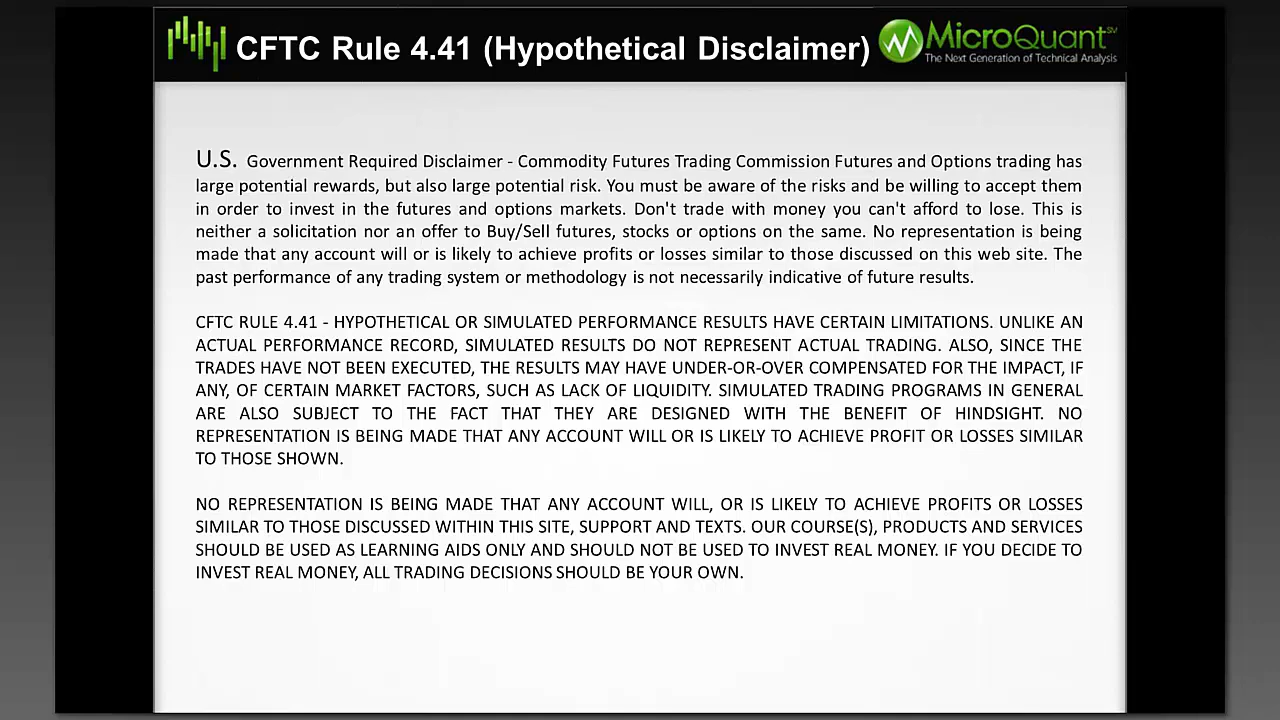 CFTC Rule 4.41 (Hypothetical Disclaimer)
MicroQuant SM
The Next Generation of Technical Analysis
U.S. Government Required Disclaimer - Commodity Futures Trading Commission Futures and Options trading has
large potential rewards, but also large potential risk. You must be aware of the risks and be willing to accept them
in order to invest in the futures and options markets. Don't trade with money you can't afford to lose. This is
neither a solicitation nor an offer to Buy/Sell futures, stocks or options on the same. No representation is being
made that any account will or is likely to achieve profits or losses similar to those discussed on this web site. The
past performance of any trading system or methodology is not necessarily indicative of future results.
CFTC RULE 4.41 - HYPOTHETICAL OR SIMULATED PERFORMANCE RESULTS HAVE CERTAIN LIMITATIONS. UNLIKE AN
ACTUAL PERFORMANCE RECORD, SIMULATED RESULTS DO NOT REPRESENT ACTUAL TRADING. ALSO, SINCE THE
TRADES HAVE NOT BEEN EXECUTED, THE RESULTS MAY HAVE UNDER-OR-OVER COMPENSATED FOR THE IMPACT, IF
ANY, OF CERTAIN MARKET FACTORS, SUCH AS LACK OF LIQUIDITY. SIMULATED TRADING PROGRAMS IN GENERAL
ARE ALSO SUBJECT TO THE FACT THAT THEY ARE DESIGNED WITH THE BENEFIT OF HINDSIGHT. NO
REPRESENTATION IS BEING MADE THAT ANY ACCOUNT WILL OR IS LIKELY TO ACHIEVE PROFIT OR LOSSES SIMILAR
TO THOSE SHOWN.
NO REPRESENTATION IS BEING MADE THAT ANY ACCOUNT WILL, OR IS LIKELY TO ACHIEVE PROFITS OR LOSSES
SIMILAR TO THOSE DISCUSSED WITHIN THIS SITE, SUPPORT AND TEXTS. OUR COURSE(S), PRODUCTS AND SERVICES
SHOULD BE USED AS LEARNING AIDS ONLY AND SHOULD NOT BE USED TO INVEST REAL MONEY. IF YOU DECIDE TO
INVEST REAL MONEY, ALL TRADING DECISIONS SHOULD BE YOUR OWN.